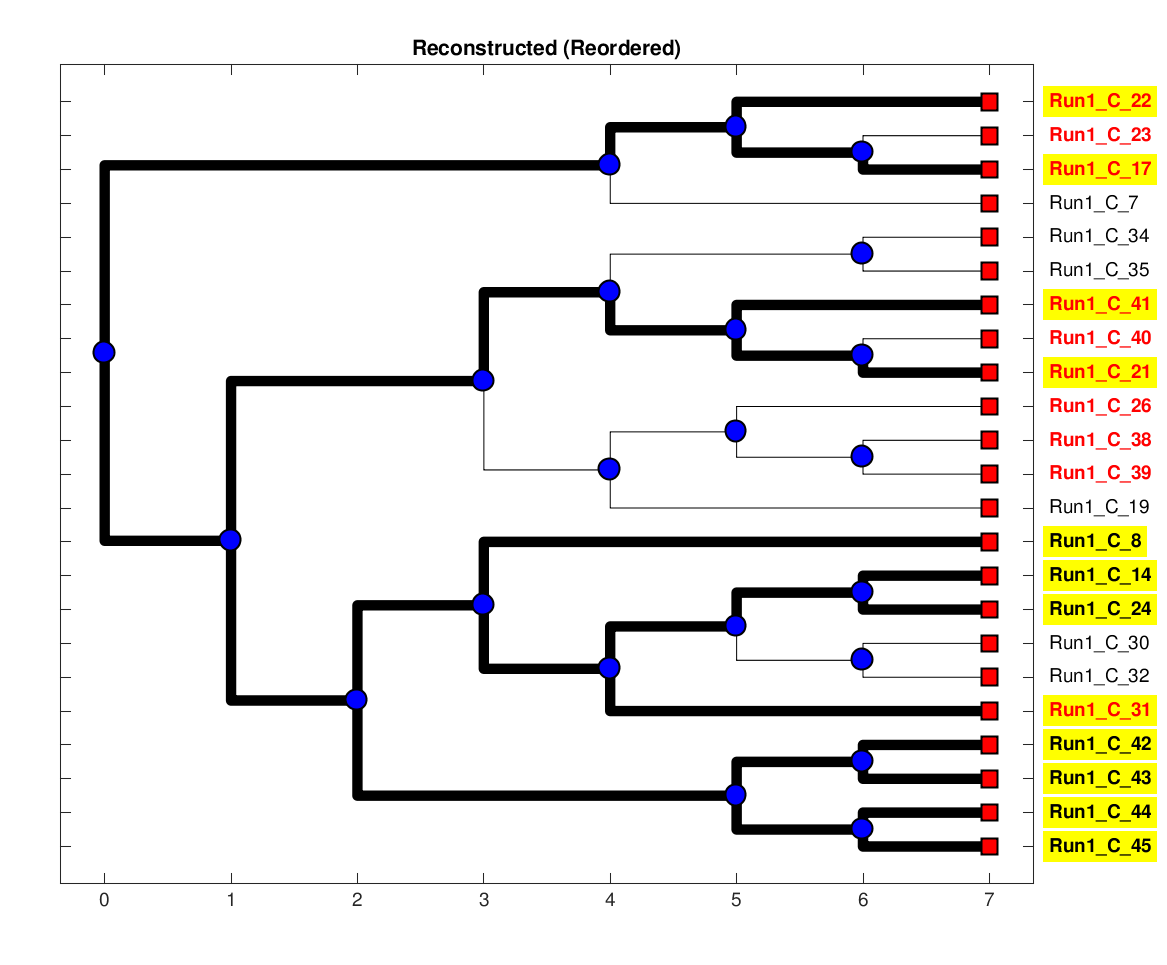 Reconstructed (Reordered)
Run1_C_22
Run1_C_23
Run1_C_17
Run1_C_7
Run1_C_34
Run1_C_35
Run1_C_41
Run1_C_40
Run1_C_21
Run1_C_26
Run1_C_38
Run1_C_39
Run1_C_19
Run1_C_8
Run1_C_14
Run1_C_24
Run1_C_30
Run1_C_32
Run1_C_31
Run1_C_42
Run1_C_43
Run1_C_44
Run1_C_45
0 1 2 3 4 5 6 7